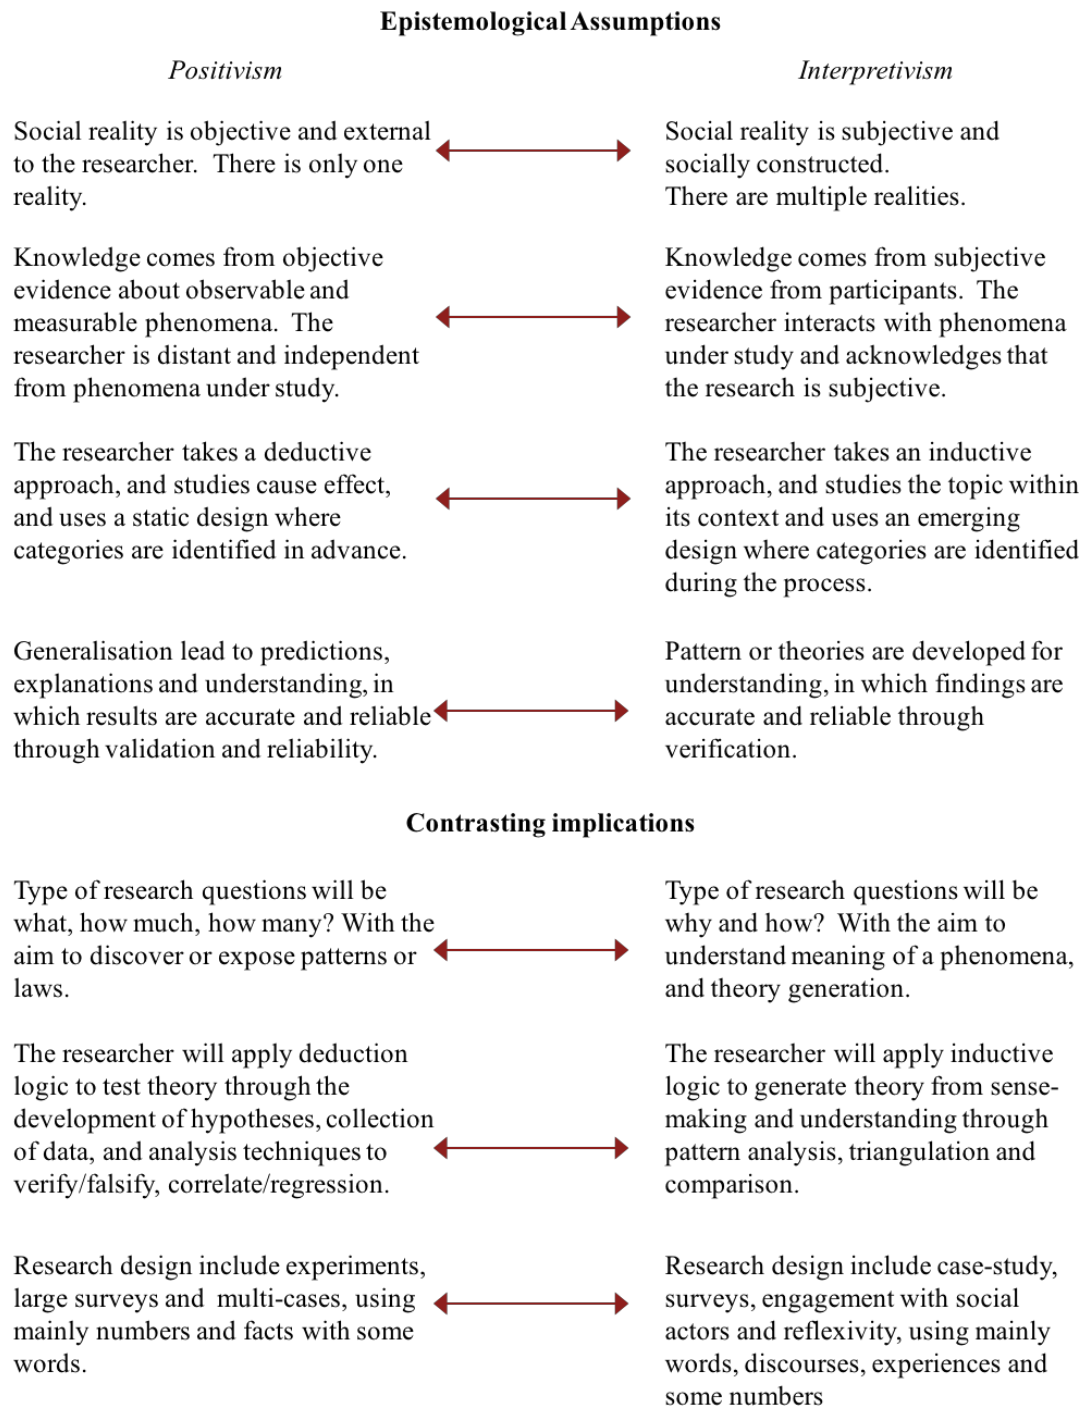 Epistemological Assumptions
Positivism
Interpretivism
Social reality is objective and external
to the researcher. There is only one
reality.
Social reality is subjective and
socially constructed.
There are multiple realities.
Knowledge comes from objective
evidence about observable and
measurable phenomena. The
researcher is distant and independent
from phenomena under study.
Knowledge comes from subjective
evidence from participants. The
researcher interacts with phenomena
under study and acknowledges that
the research is subjective.
The researcher takes a deductive
approach, and studies cause effect,
and uses a static design where
categories are identified in advance.
The researcher takes an inductive
approach, and studies the topic within
its context and uses an emerging
design where categories are identified
during the process.
Generalisation lead to predictions,
explanations and understanding, in
which results are accurate and reliable
through validation and reliability.
Pattern or theories are developed for
understanding, in which findings are
accurate and reliable through
verification.
Contrasting implications
Type of research questions will be
what, how much, how many? With the
aim to discover or expose patterns or
laws.
Type of research questions will be
why and how? With the aim to
understand meaning of a phenomena,
and theory generation.
The researcher will apply deduction
logic to test theory through the
development of hypotheses, collection
of data, and analysis techniques to
verify/falsify, correlate/regression.
The researcher will apply inductive
logic to generate theory from sense-
making and understanding through
pattern analysis, triangulation and
comparison.
Research design include experiments,
large surveys and multi-cases, using
mainly numbers and facts with some
words.
Research design include case-study,
surveys, engagement with social
actors and reflexivity, using mainly
words, discourses, experiences and
some numbers